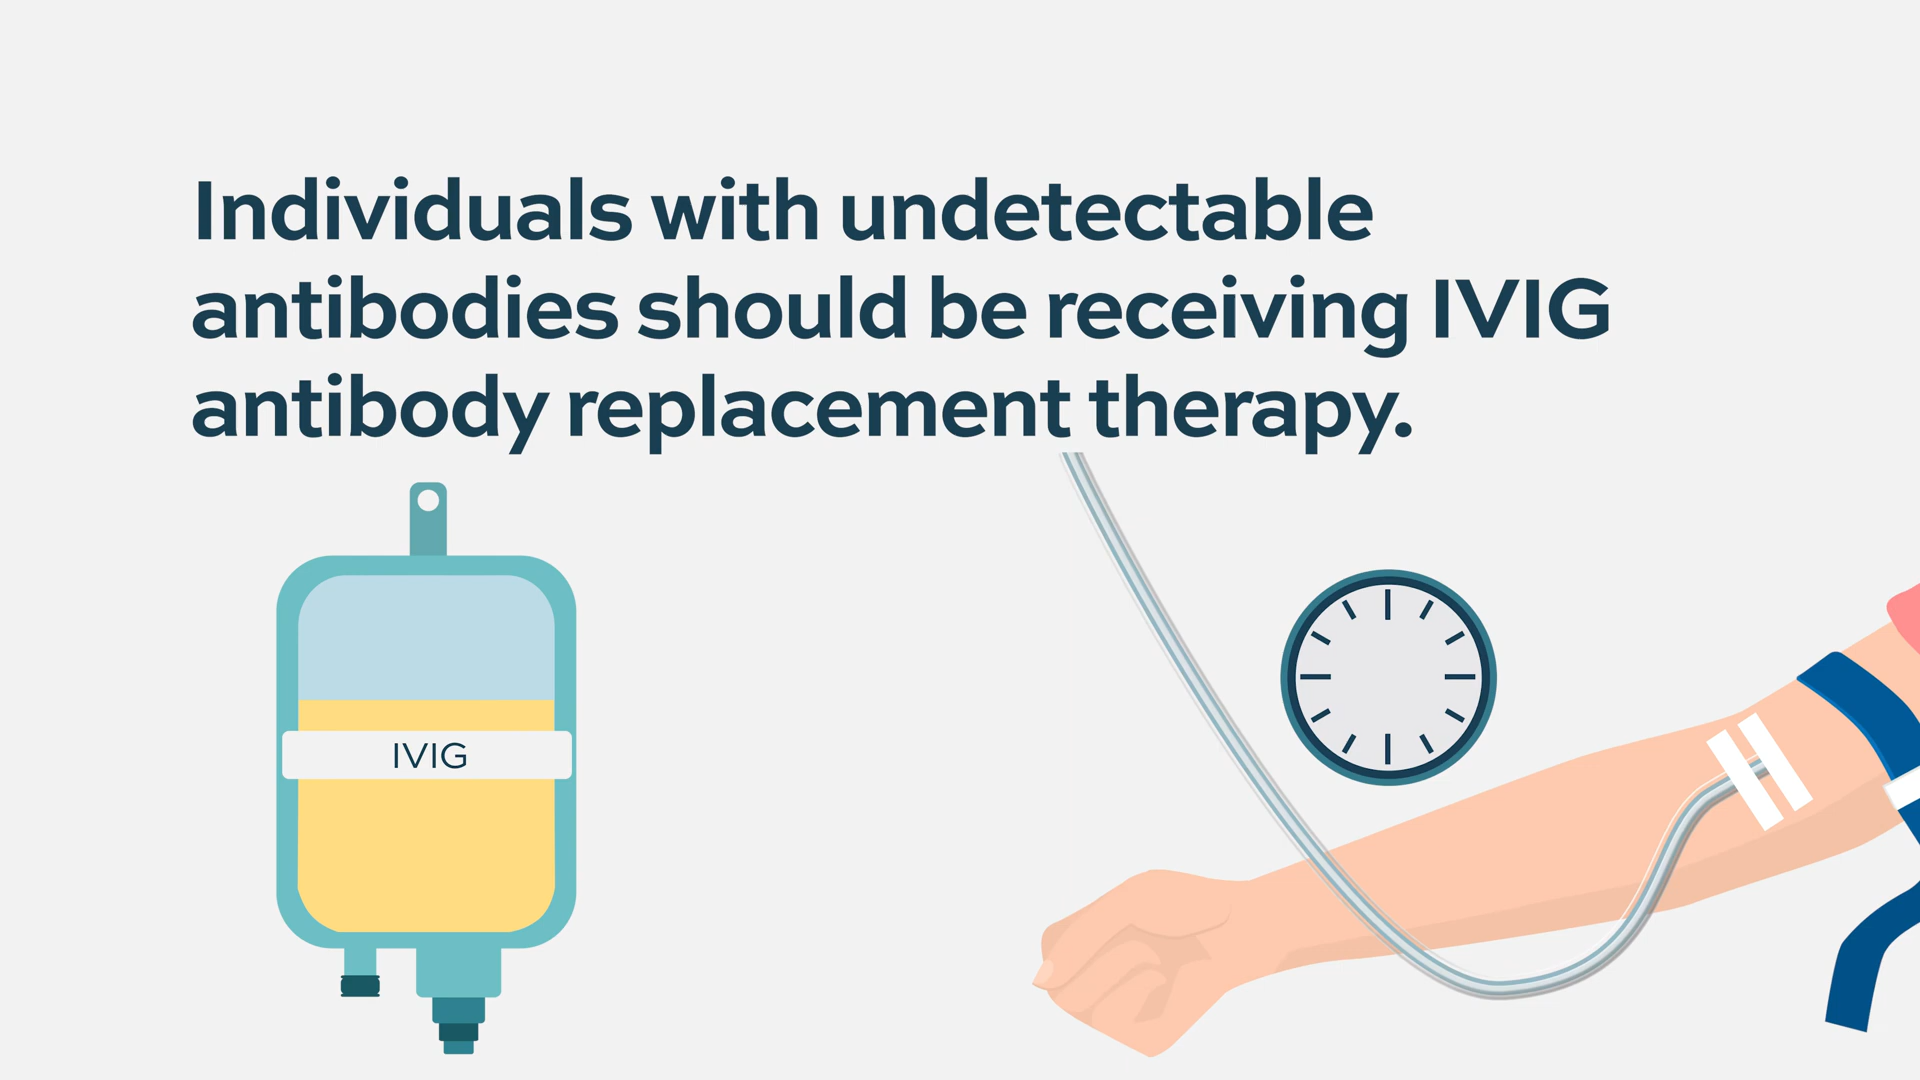 Individuals with undetectable
antibodies should be receiving IVIG
antibody replacement therapy.
IVIG